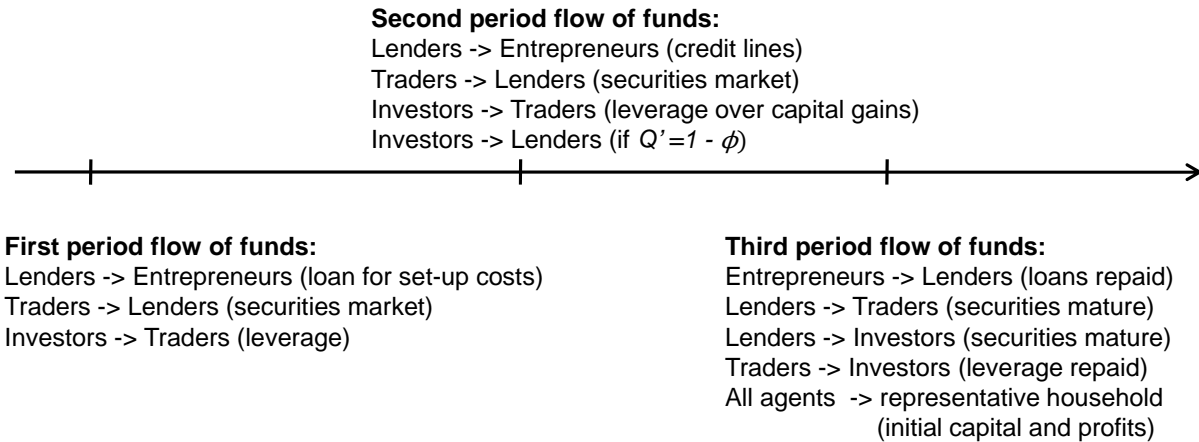 Second period flow of funds:
Lenders -> Entrepreneurs (credit lines)
Traders -> Lenders (securities market)
Investors -> Traders (leverage over capital gains)
Investors -> Lenders (if Q'=1 - ϕ)
First period flow of funds:
Lenders -> Entrepreneurs (loan for set-up costs)
Traders -> Lenders (securities market)
Investors -> Traders (leverage)
Third period flow of funds:
Entrepreneurs -> Lenders (loans repaid)
Lenders -> Traders (securities mature)
Lenders -> Investors (securities mature)
Traders -> Investors (leverage repaid)
All agents -> representative household
(initial capital and profits)